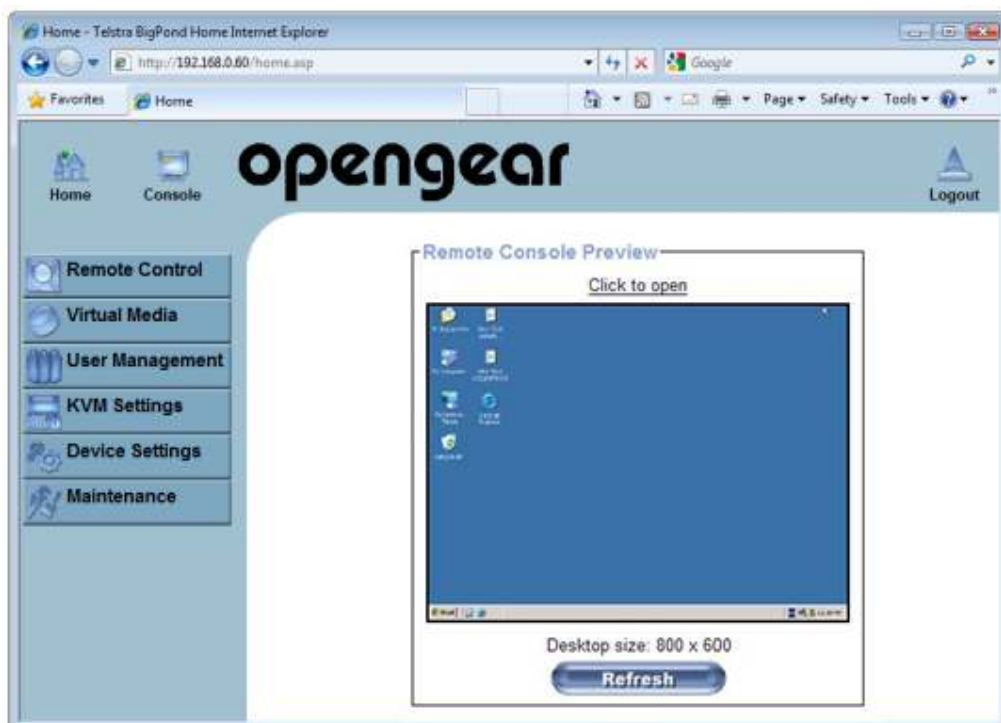 Home - Telstra BigPond Home Internet Explorer
http://192.168.0.60/home.asp
Google
Favorites
Home
Page
Safety
Tools
Home
Console
opengear
Logout
Remote Control
Virtual Media
User Management
KVM Settings
Device Settings
Maintenance
Remote Console Preview
Click to open
Desktop size: 800 x 600
Refresh